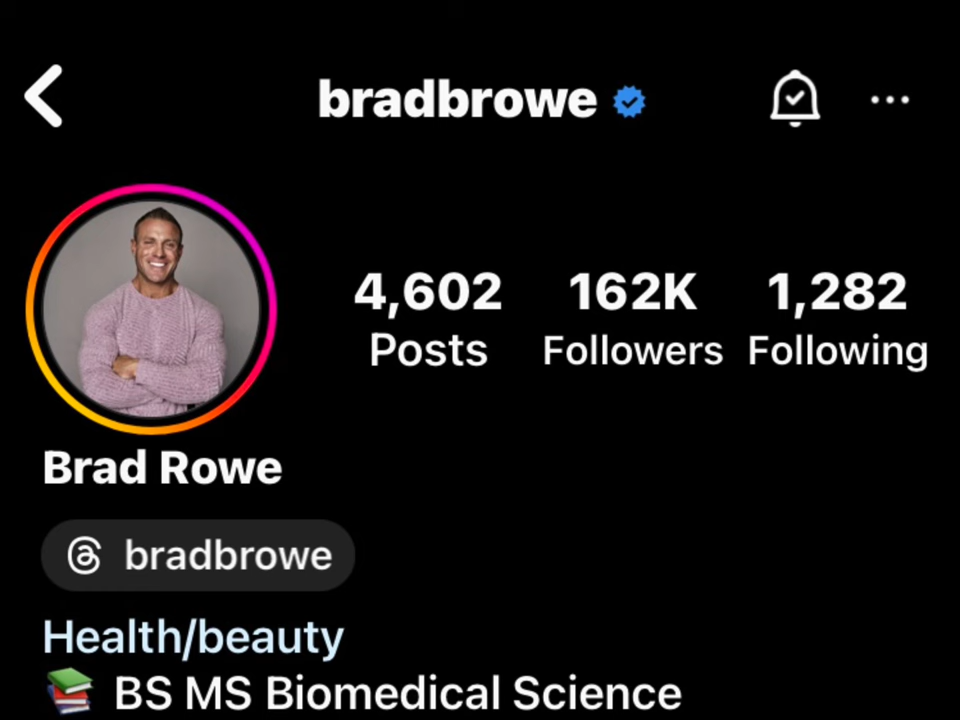 bradbrowe
4,602 162K 1,282
Posts Followers Following
Brad Rowe
bradbrowe
Health/beauty
📚 BS MS Biomedical Science